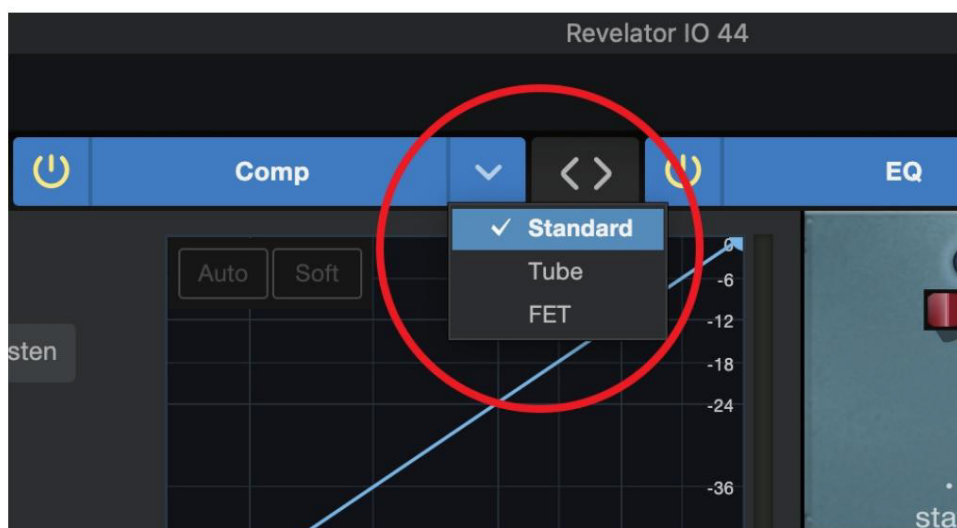 Revelator IO 44
Comp
EQ
Standard
Tube
FET
Auto Soft
sten
0
-6
-12
-18
-24
-36
sta